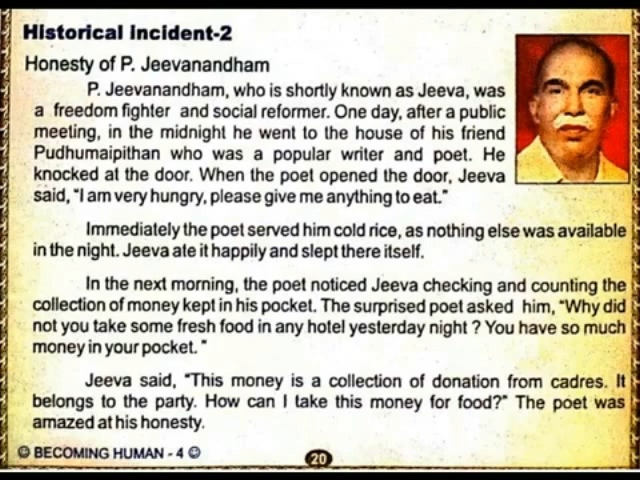 Historical incident-2
Honesty of P. Jeevanandham
P. Jeevanandham, who is shortly known as Jeeva, was
a freedom fighter and social reformer. One day, after a public
meeting, in the midnight he went to the house of his friend
Pudhumaipithan who was a popular writer and poet. He
knocked at the door. When the poet opened the door, Jeeva
said, “I am very hungry, please give me anything to eat.”
Immediately the poet served him cold rice, as nothing else was available
in the night. Jeeva ate it happily and slept there itself.
In the next morning, the poet noticed Jeeva checking and counting the
collection of money kept in his pocket. The surprised poet asked him, “Why did
not you take some fresh food in any hotel yesterday night ? You have so much
money in your pocket. ”
Jeeva said, “This money is a collection of donation from cadres. It
belongs to the party. How can I take this money for food?” The poet was
amazed at his honesty.
☺ BECOMING HUMAN - 4 ☺
20